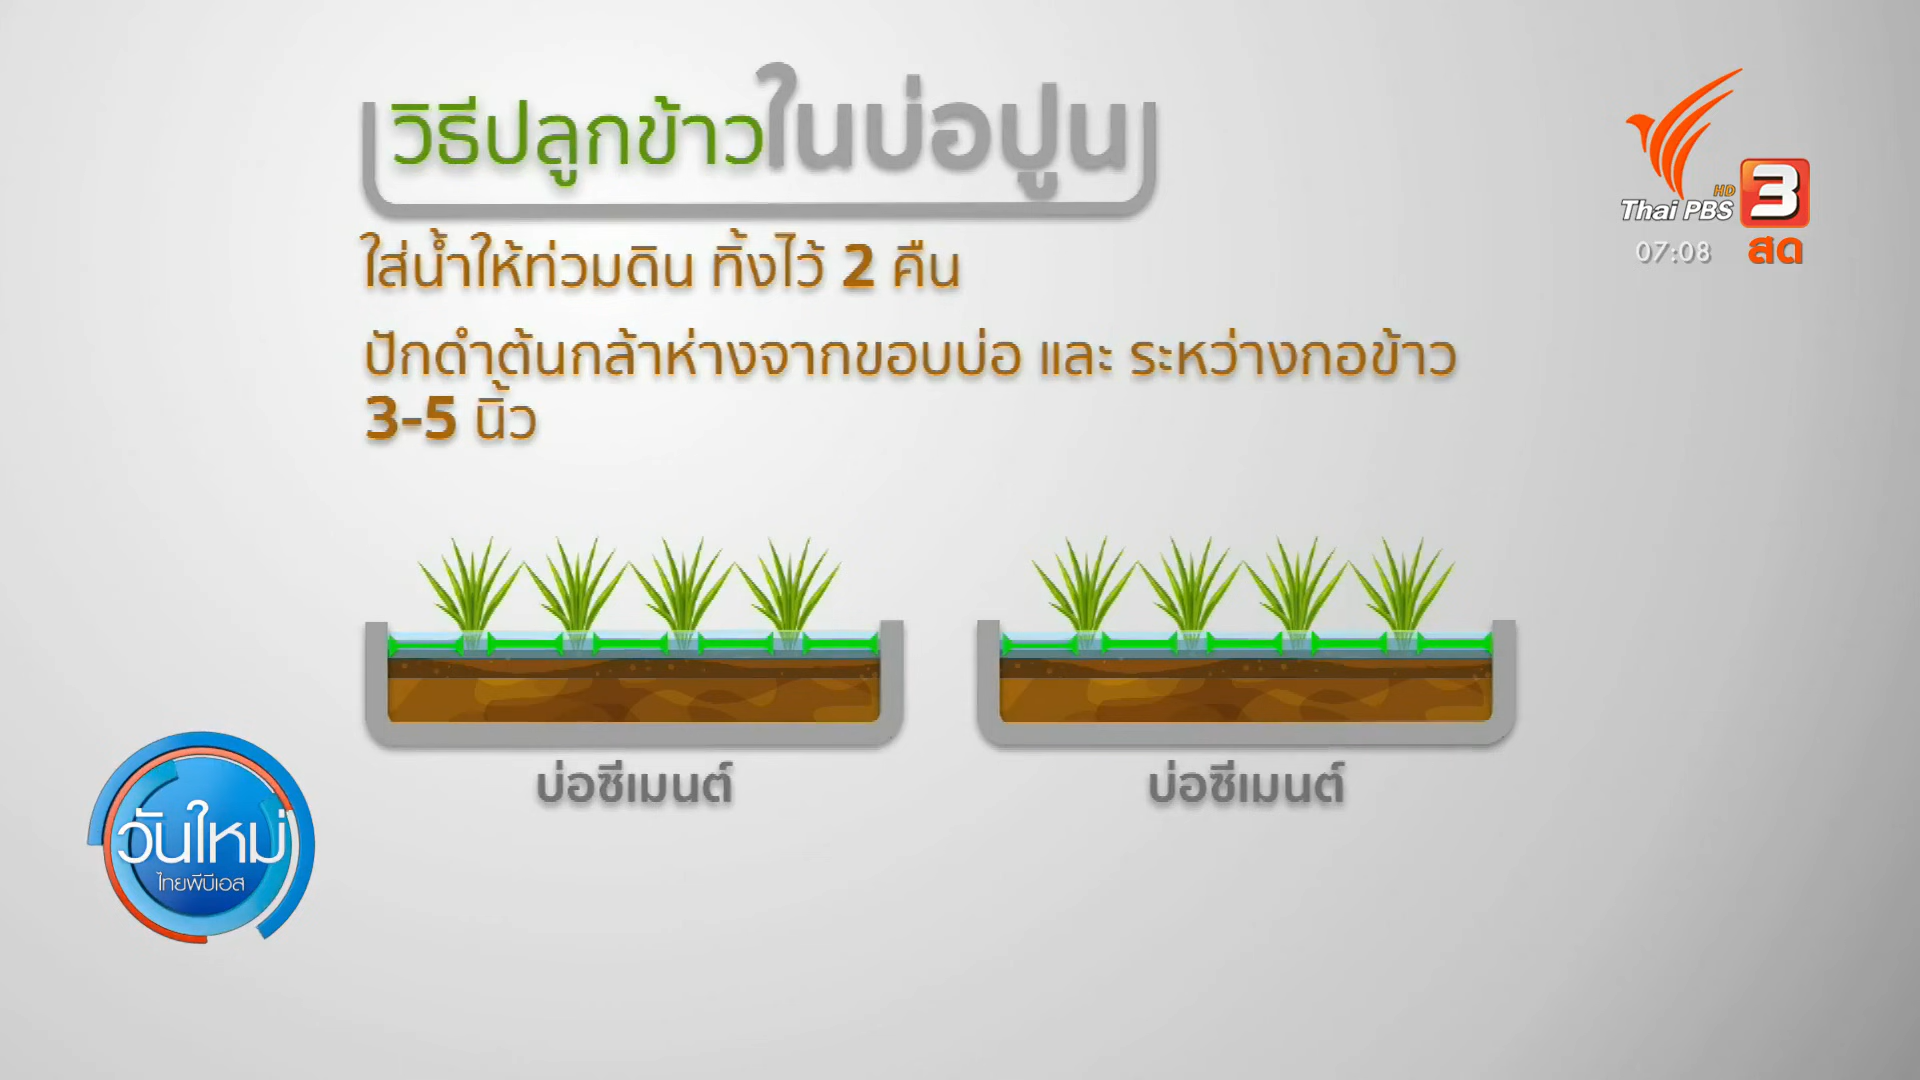 วิธีปลูกข้าวในบ่อปูน
ใส่น้ำให้ท่วมดิน ทิ้งไว้ 2 คืน
ปักดำต้นกล้าห่างจากขอบบ่อ และ ระหว่างกอข้าว
3-5 นิ้ว
บ่อซีเมนต์
บ่อซีเมนต์
HD
Thai PBS 3
07:08 สด
วันใหม่
ไทยพีบีเอส